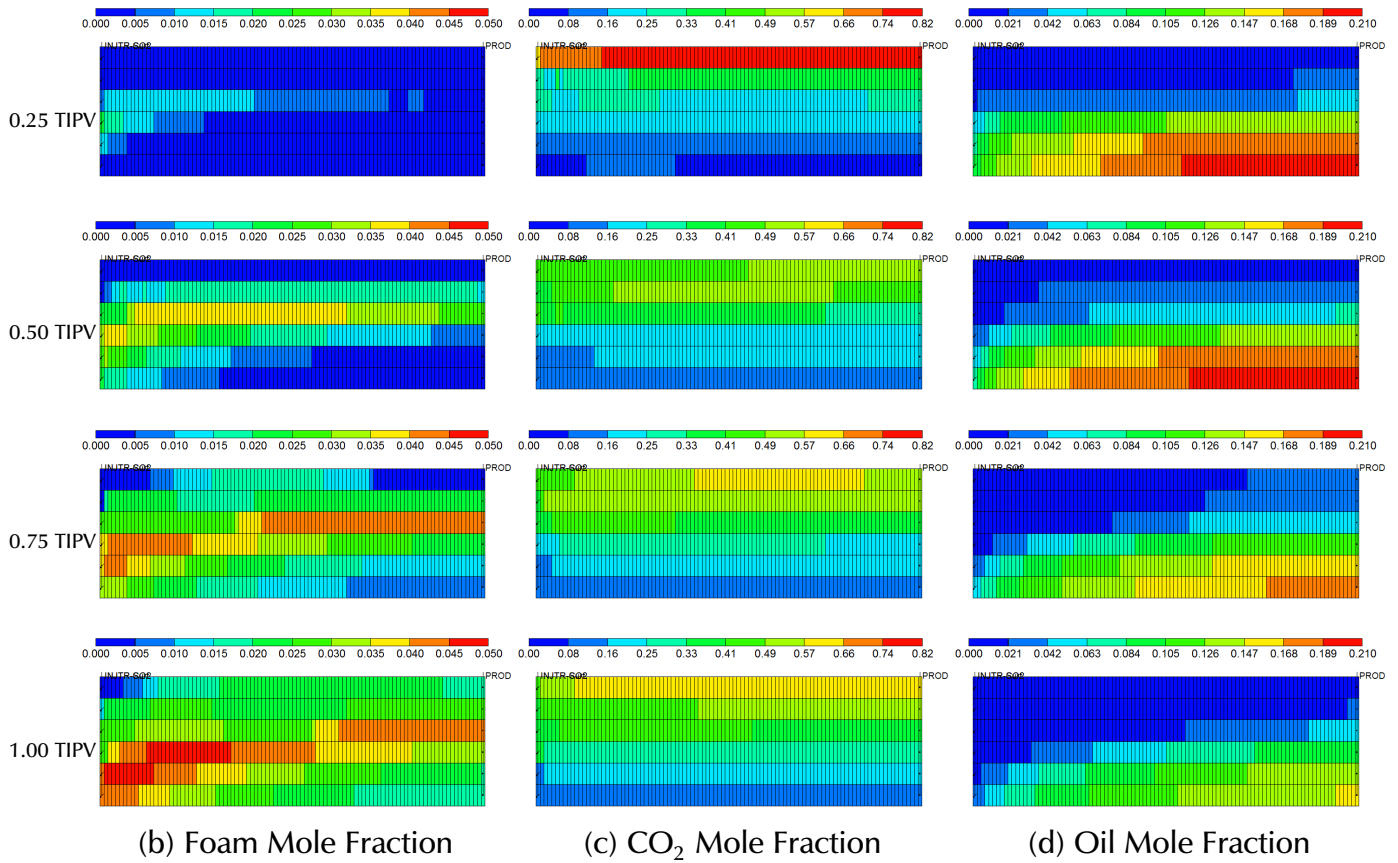 0.000 0.005 0.010 0.015 0.020 0.025 0.030 0.035 0.040 0.045 0.050
0.00 0.08 0.16 0.25 0.33 0.41 0.49 0.57 0.66 0.74 0.82
0.000 0.021 0.042 0.063 0.084 0.105 0.126 0.147 0.168 0.189 0.210
PROD
PROD
PROD
0.25 TIPV
0.000 0.005 0.010 0.015 0.020 0.025 0.030 0.035 0.040 0.045 0.050
0.00 0.08 0.16 0.25 0.33 0.41 0.49 0.57 0.66 0.74 0.82
0.000 0.021 0.042 0.063 0.084 0.105 0.126 0.147 0.168 0.189 0.210
PROD
PROD
PROD
0.50 TIPV
0.000 0.005 0.010 0.015 0.020 0.025 0.030 0.035 0.040 0.045 0.050
0.00 0.08 0.16 0.25 0.33 0.41 0.49 0.57 0.66 0.74 0.82
0.000 0.021 0.042 0.063 0.084 0.105 0.126 0.147 0.168 0.189 0.210
PROD
PROD
PROD
0.75 TIPV
0.000 0.005 0.010 0.015 0.020 0.025 0.030 0.035 0.040 0.045 0.050
0.00 0.08 0.16 0.25 0.33 0.41 0.49 0.57 0.66 0.74 0.82
0.000 0.021 0.042 0.063 0.084 0.105 0.126 0.147 0.168 0.189 0.210
PROD
PROD
PROD
1.00 TIPV
(b) Foam Mole Fraction
(c) CO₂ Mole Fraction
(d) Oil Mole Fraction